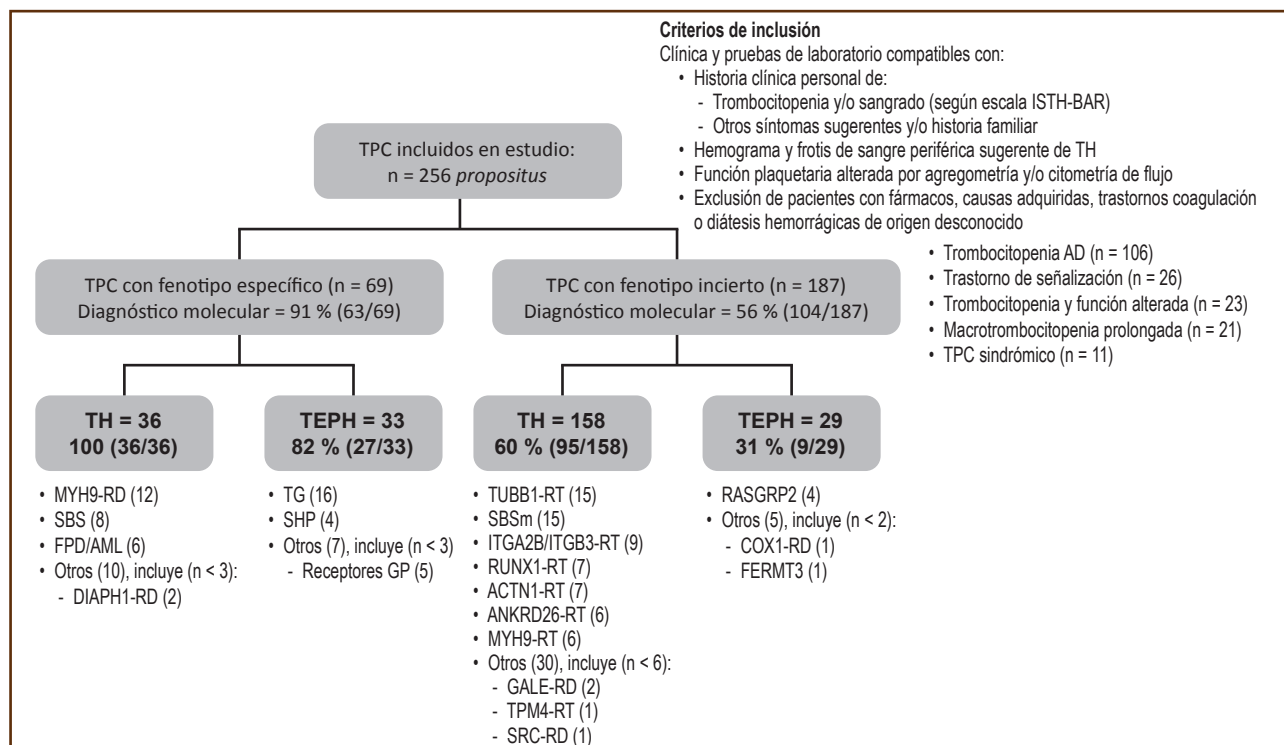 Criterios de inclusión
Clínica y pruebas de laboratorio compatibles con:
• Historia clínica personal de:
- Trombocitopenia y/o sangrado (según escala ISTH-BAR)
- Otros síntomas sugerentes y/o historia familiar
• Hemograma y frotis de sangre periférica sugerente de TH
• Función plaquetaria alterada por agregometría y/o citometría de flujo
• Exclusión de pacientes con fármacos, causas adquiridas, trastornos coagulación
o diátesis hemorrágicas de origen desconocido
TPC incluidos en estudio:
n = 256 propositus
TPC con fenotipo específico (n = 69)
Diagnóstico molecular = 91 % (63/69)
TPC con fenotipo incierto (n = 187)
Diagnóstico molecular = 56 % (104/187)
• Trombocitopenia AD (n = 106)
• Trastorno de señalización (n = 26)
• Trombocitopenia y función alterada (n = 23)
• Macrotrombocitopenia prolongada (n = 21)
• TPC sindrómico (n = 11)
TH = 36
100 (36/36)
• MYH9-RD (12)
• SBS (8)
• FPD/AML (6)
• Otros (10), incluye (n < 3):
- DIAPH1-RD (2)
TEPH = 33
82 % (27/33)
• TG (16)
• SHP (4)
• Otros (7), incluye (n < 3)
- Receptores GP (5)
TH = 158
60 % (95/158)
• TUBB1-RT (15)
• SBSm (15)
• ITGA2B/ITGB3-RT (9)
• RUNX1-RT (7)
• ACTN1-RT (7)
• ANKRD26-RT (6)
• MYH9-RT (6)
• Otros (30), incluye (n < 6):
- GALE-RD (2)
- TPM4-RT (1)
- SRC-RD (1)
TEPH = 29
31 % (9/29)
• RASGRP2 (4)
• Otros (5), incluye (n < 2):
- COX1-RD (1)
- FERMT3 (1)